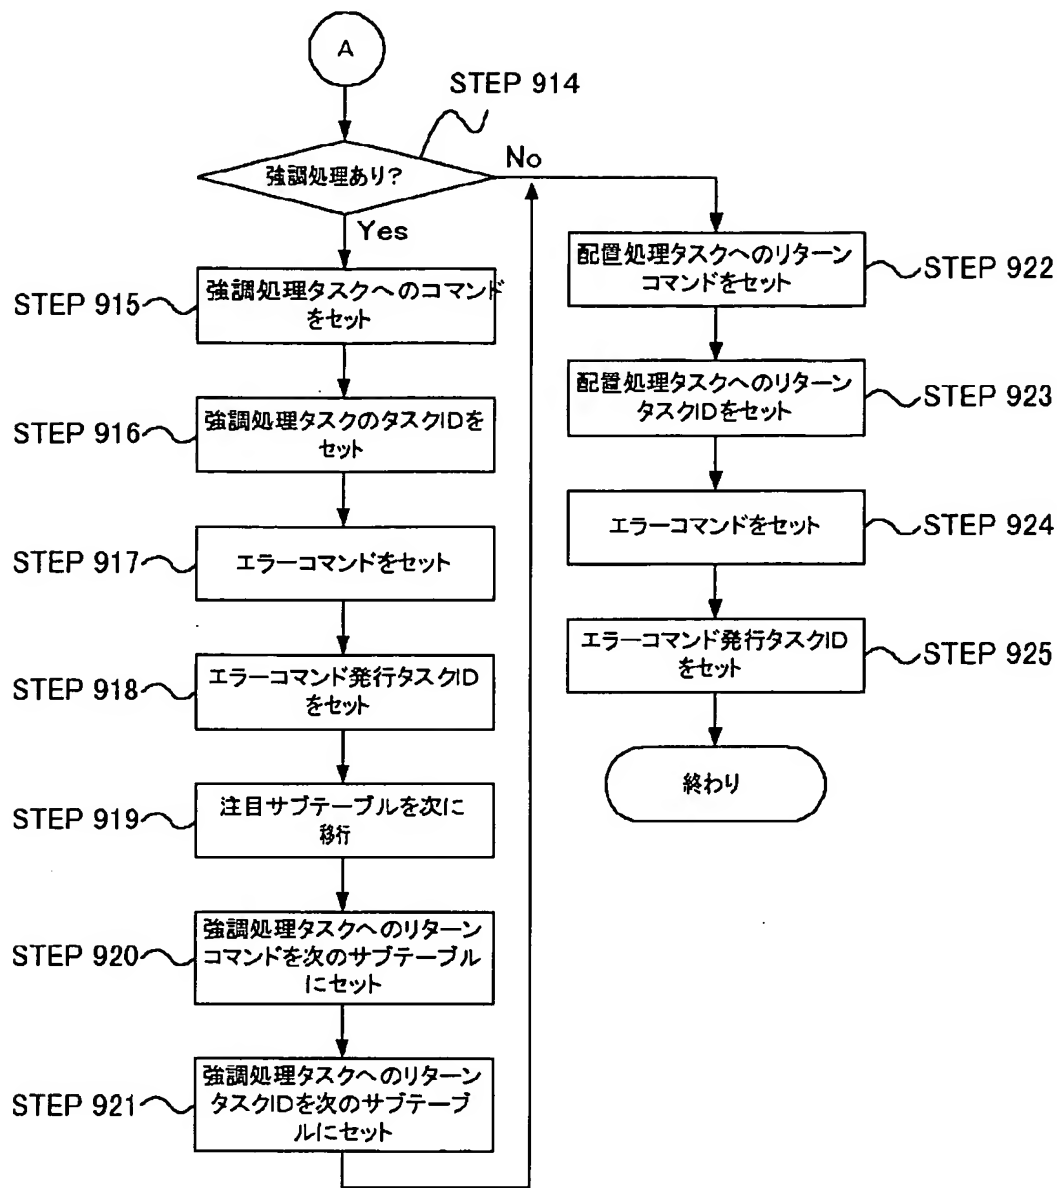 A
STEP 914
強調処理あり?
No
Yes
STEP 915
強調処理タスクへのコマンド
をセット
STEP 916
強調処理タスクのタスクIDを
セット
STEP 917
エラーコマンドをセット
STEP 918
エラーコマンド発行タスクID
をセット
STEP 919
注目サブテーブルを次に
移行
STEP 920
強調処理タスクへのリターン
コマンドを次のサブテーブル
にセット
STEP 921
強調処理タスクへのリターン
タスクIDを次のサブテーブ
ルにセット
配置処理タスクへのリターン
コマンドをセット
STEP 922
配置処理タスクへのリターン
タスクIDをセット
STEP 923
エラーコマンドをセット
STEP 924
エラーコマンド発行タスクID
をセット
STEP 925
終わり